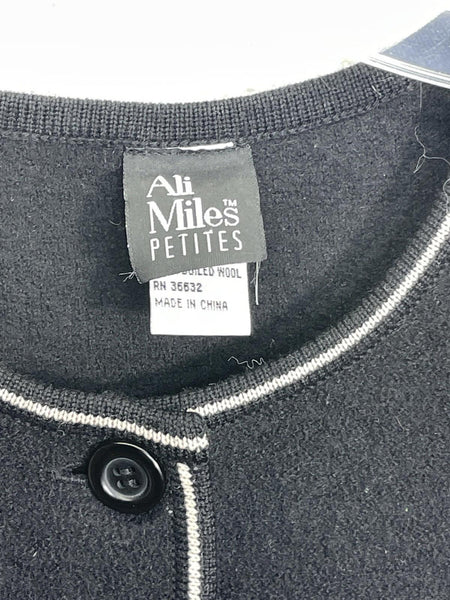 Ali
Miles™
PETITES
BOILED WOOL
RN 36632
MADE IN CHINA